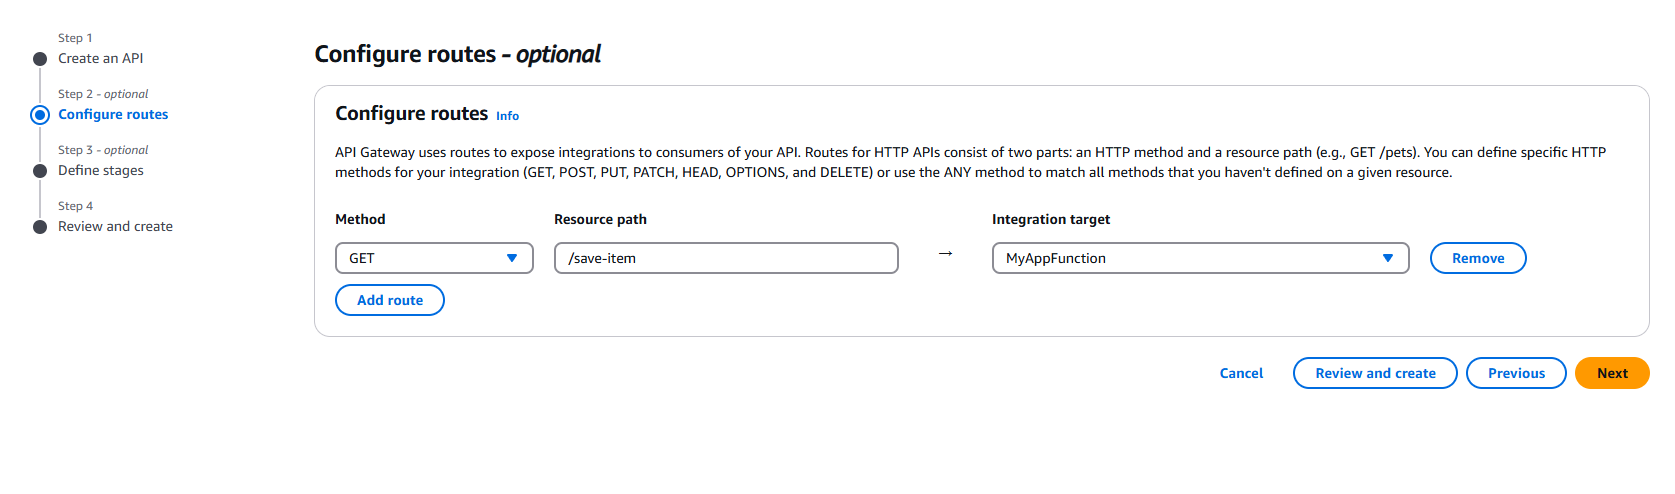 Step 1
Create an API
Step 2 - optional
Configure routes
Step 3 - optional
Define stages
Step 4
Review and create
Configure routes - optional
Configure routes Info
API Gateway uses routes to expose integrations to consumers of your API. Routes for HTTP APIs consist of two parts: an HTTP method and a resource path (e.g., GET /pets). You can define specific HTTP
methods for your integration (GET, POST, PUT, PATCH, HEAD, OPTIONS, and DELETE) or use the ANY method to match all methods that you haven't defined on a given resource.
Method Resource path Integration target
GET /save-item → MyAppFunction Remove
Add route
Cancel Review and create Previous Next